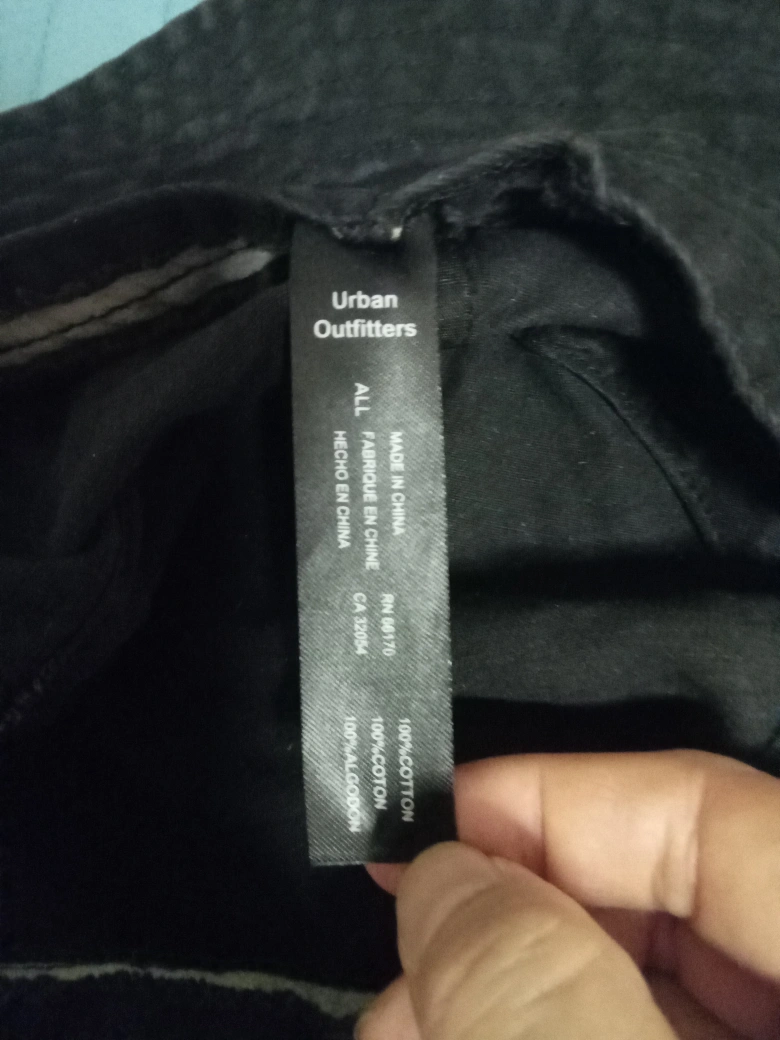 Urban
Outfitters
ALL
MADE IN CHINA
FABRIQUE EN CHINE
HECHO EN CHINA
RN 66170
CA 32054
100%COTTON
100%COTON
100%ALGODON